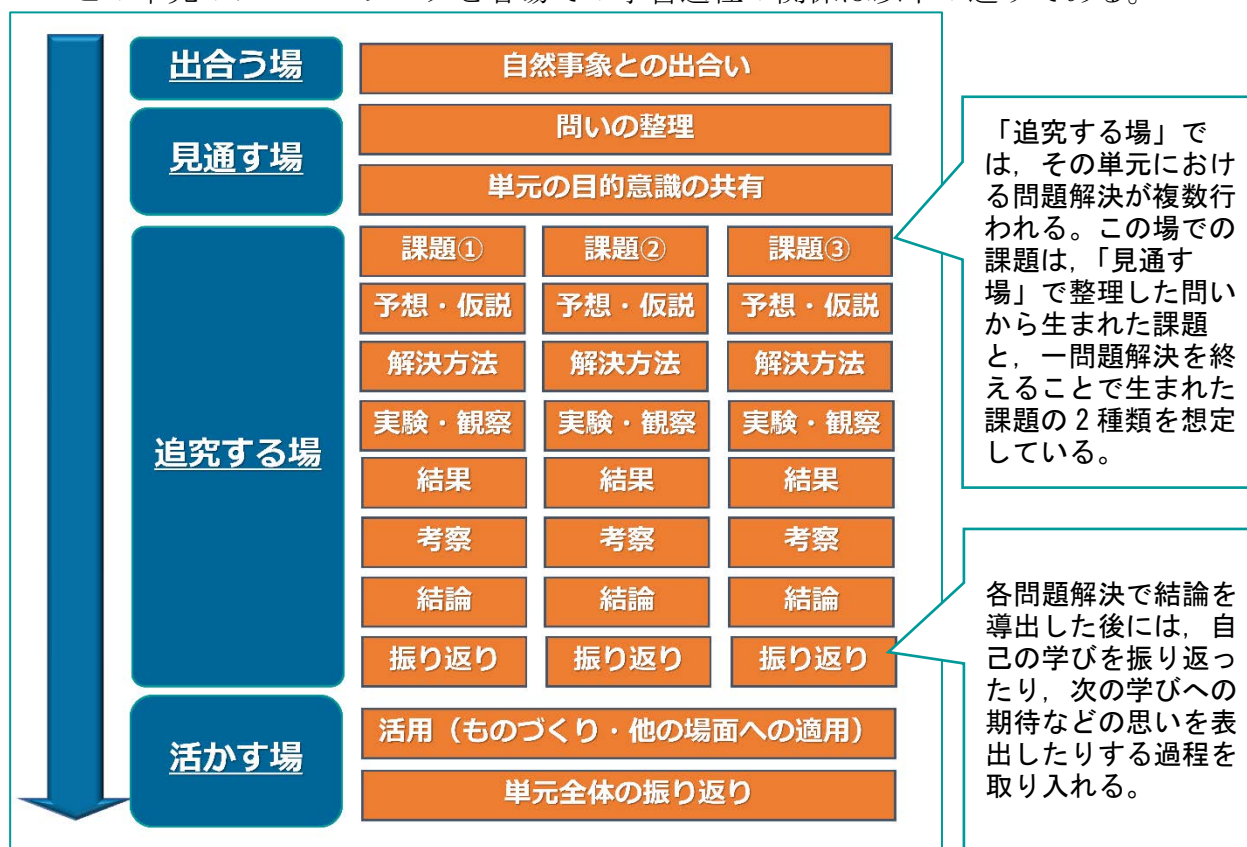 出合う場
自然事象との出合い
見通す場
問いの整理
単元の目的意識の共有
追究する場
課題① 課題② 課題③
予想・仮説 予想・仮説 予想・仮説
解決方法 解決方法 解決方法
実験・観察 実験・観察 実験・観察
結果 結果 結果
考察 考察 考察
結論 結論 結論
振り返り 振り返り 振り返り
活かす場
活用（ものづくり・他の場面への適用）
単元全体の振り返り
「追究する場」で
は，その単元におけ
る問題解決が複数行
われる。この場での
課題は，「見通す
場」で整理した問い
から生まれた課題
と，一問題解決を終
えることで生まれた
課題の２種類を想定
している。
各問題解決で結論を
導出した後には，自
己の学びを振り返っ
たり，次の学びへの
期待などの思いを表
出したりする過程を
取り入れる。